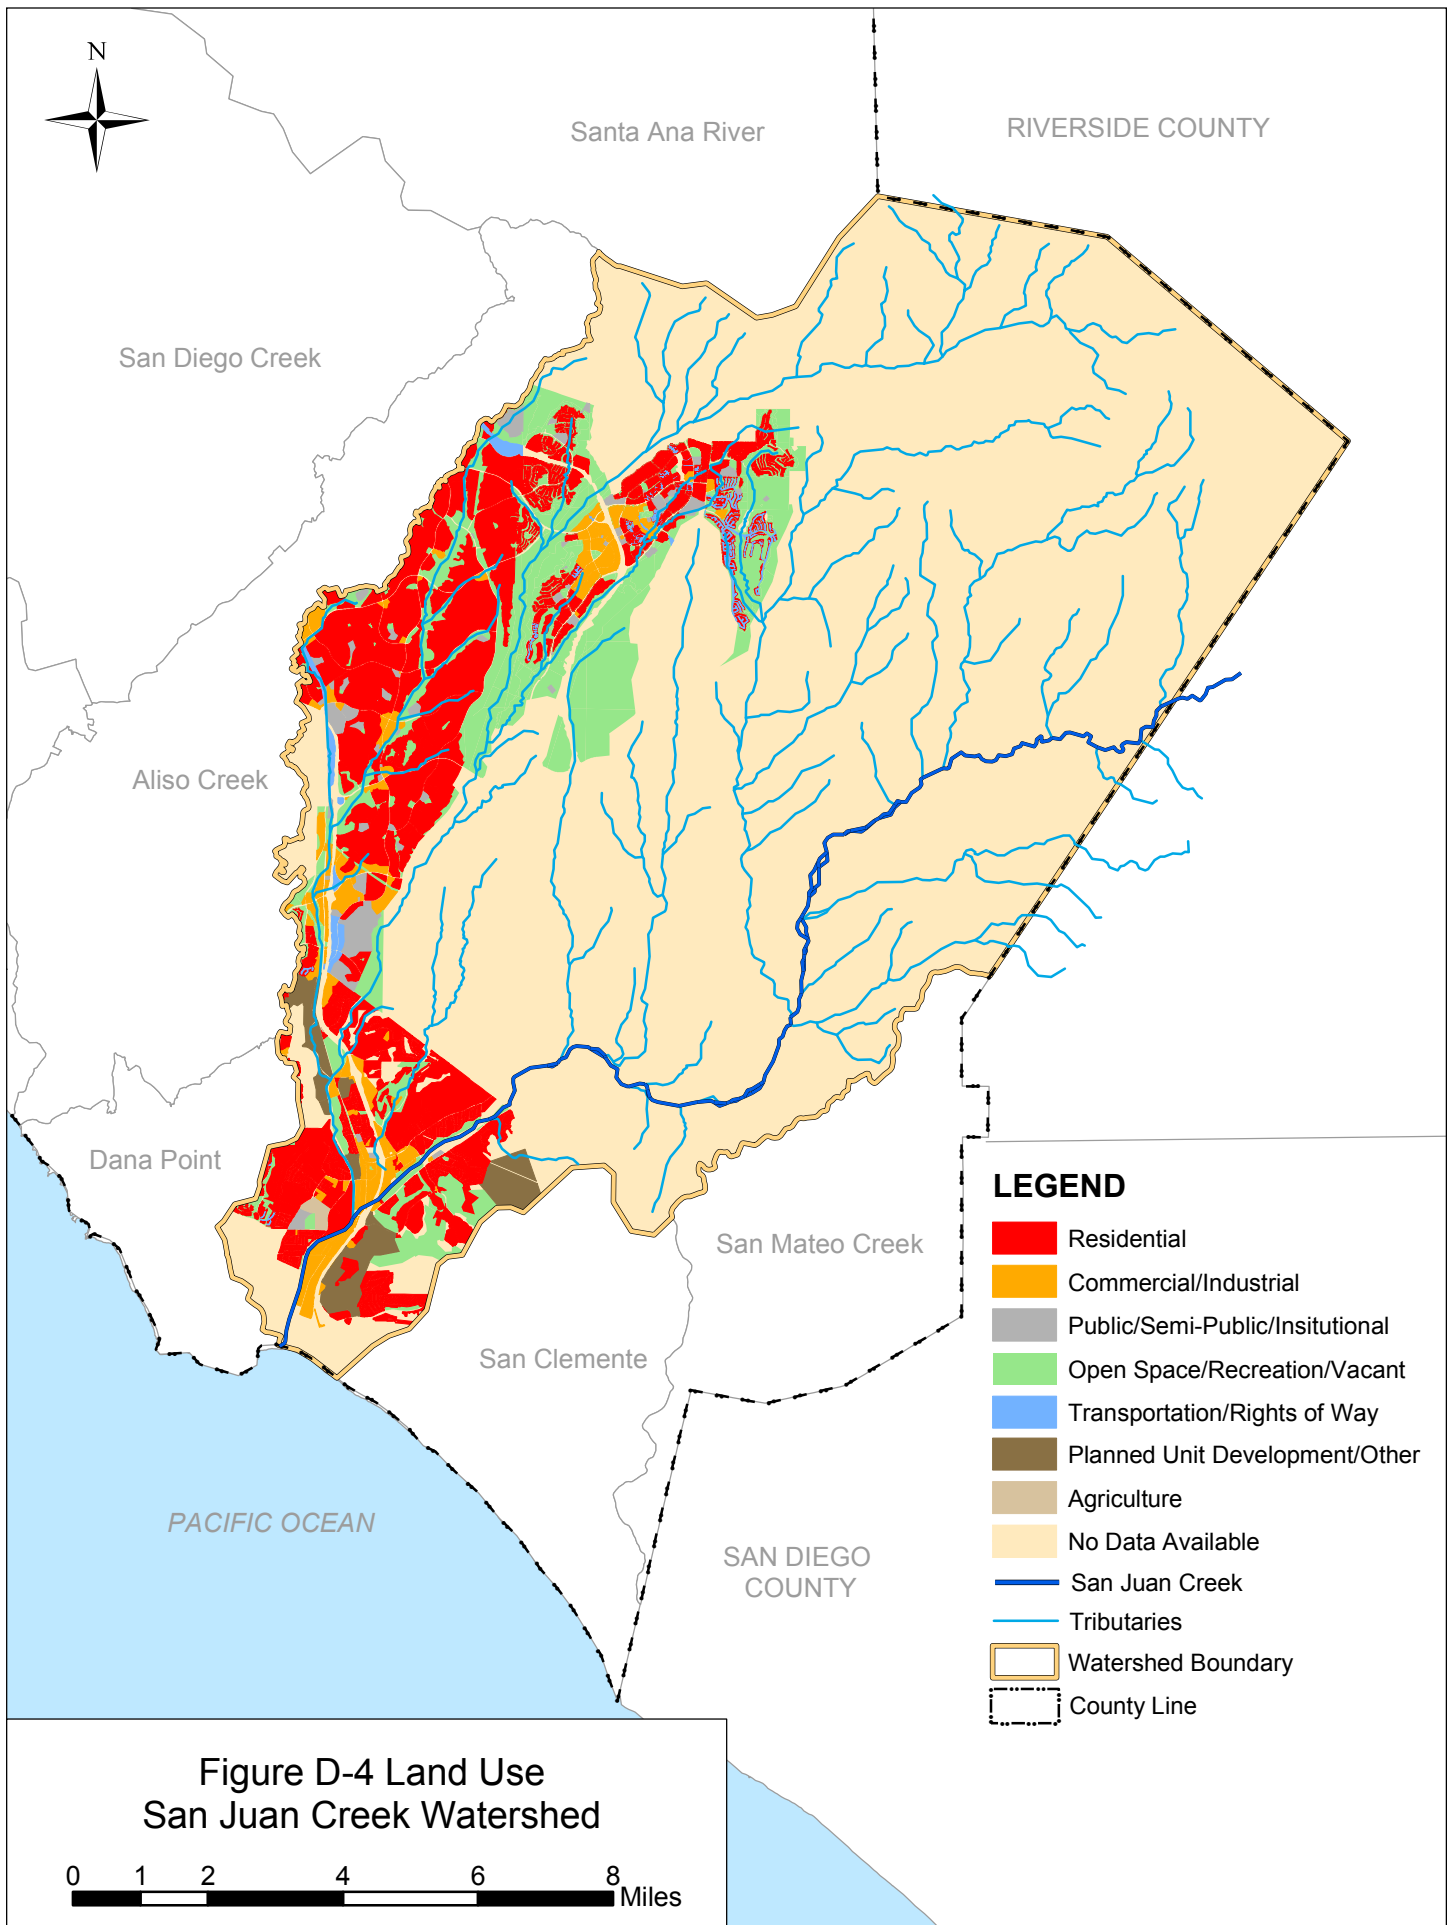 N
Santa Ana River
RIVERSIDE COUNTY
San Diego Creek
Aliso Creek
Dana Point
San Mateo Creek
San Clemente
PACIFIC OCEAN
SAN DIEGO
COUNTY
LEGEND
Residential
Commercial/Industrial
Public/Semi-Public/Insitutional
Open Space/Recreation/Vacant
Transportation/Rights of Way
Planned Unit Development/Other
Agriculture
No Data Available
San Juan Creek
Tributaries
Watershed Boundary
County Line
Figure D-4 Land Use
San Juan Creek Watershed
0 1 2 4 6 8
Miles